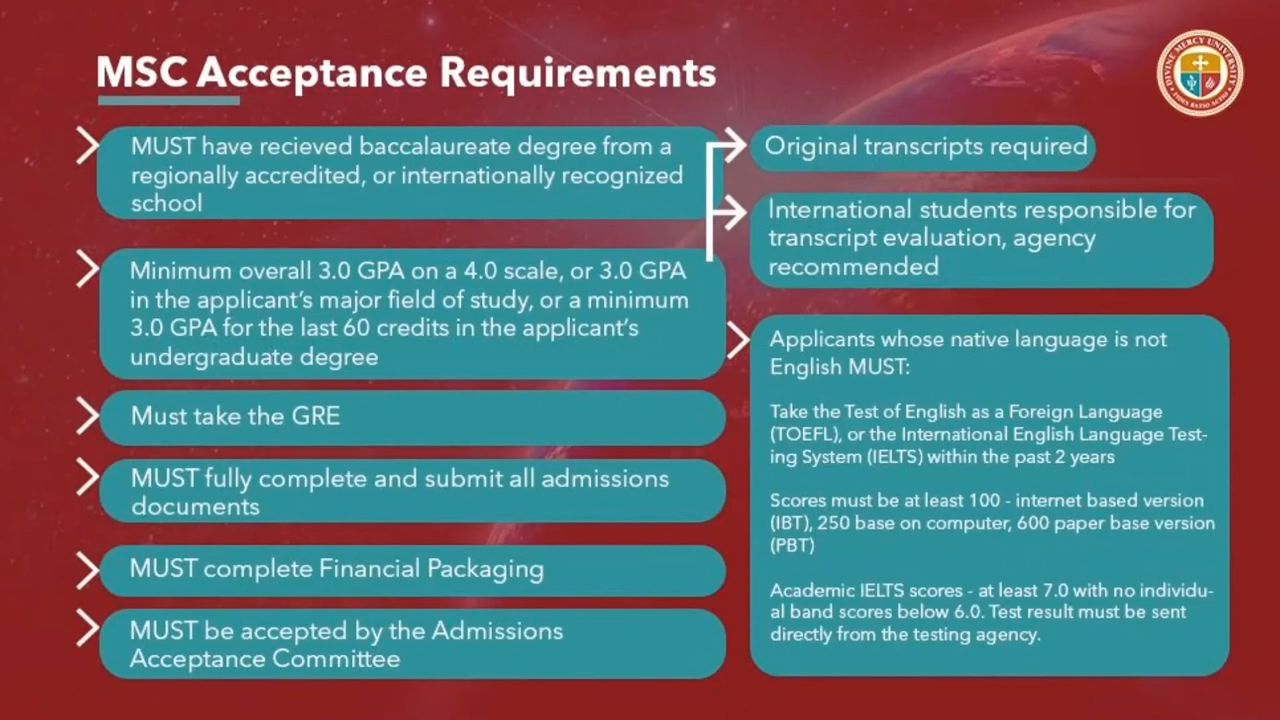 MSC Acceptance Requirements
DIVINE MERCY UNIVERSITY
FIDES RATIO ACTIO
MUST have recieved baccalaureate degree from a
regionally accredited, or internationally recognized
school
Minimum overall 3.0 GPA on a 4.0 scale, or 3.0 GPA
in the applicant's major field of study, or a minimum
3.0 GPA for the last 60 credits in the applicant's
undergraduate degree
Must take the GRE
MUST fully complete and submit all admissions
documents
MUST complete Financial Packaging
MUST be accepted by the Admissions
Acceptance Committee
Original transcripts required
International students responsible for
transcript evaluation, agency
recommended
Applicants whose native language is not
English MUST:
Take the Test of English as a Foreign Language
(TOEFL), or the International English Language Test-
ing System (IELTS) within the past 2 years
Scores must be at least 100 - internet based version
(IBT), 250 base on computer, 600 paper base version
(PBT)
Academic IELTS scores - at least 7.0 with no individu-
al band scores below 6.0. Test result must be sent
directly from the testing agency.